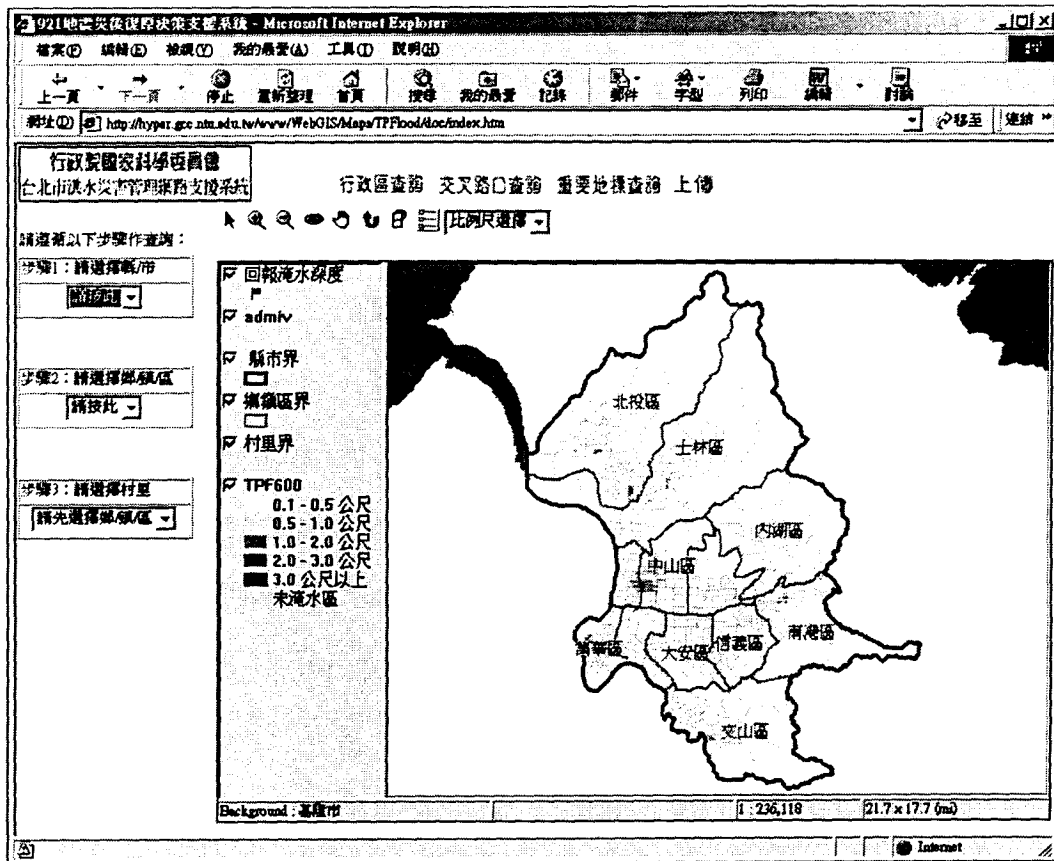 921地震災後復原決策支援系統 - Microsoft Internet Explorer
檔案(F) 編輯(E) 檢視(V) 我的最愛(A) 工具(T) 說明(H)
上一頁 下一頁 停止 重新整理 首頁 搜尋 我的最愛 記錄 郵件 字型 列印 編輯 討論
網址(D) http://hyper.grc.ntu.edu.tw/www/WebGIS/Maps/TPFlood/doc/index.htm 移至 連結 »
行政院國家科學委員會
台北市洪水災害管理網路支援系統
行政區查詢 交叉路口查詢 重要地標查詢 上傳
比例尺選擇
請遵循以下步驟作查詢：
步驟1：請選擇縣/市
請按此
步驟2：請選擇鄉/鎮/區
請按此
步驟3：請選擇村里
請先選擇鄉/鎮/區
回報淹水深度
admiv
縣市界
鄉鎮區界
村里界
TPF600
0.1 - 0.5 公尺
0.5 - 1.0 公尺
1.0 - 2.0 公尺
2.0 - 3.0 公尺
3.0 公尺以上
未淹水區
北投區
士林區
內湖區
中山區
南港區
信義區
大安區
萬華區
文山區
Background : 基隆市 1 : 236,118 21.7 x 17.7 (mi)
Internet